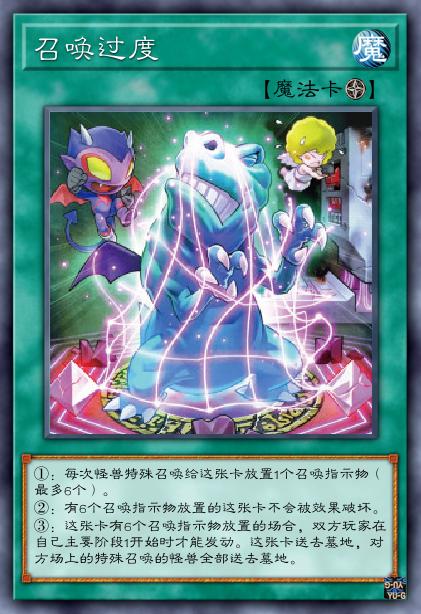 召唤过度
魔
【魔法卡】
①：每次怪兽特殊召唤给这张卡放置1个召唤指示物（
最多6个）。
②：有6个召唤指示物放置的这张卡不会被效果破坏。
③：这张卡有6个召唤指示物放置的场合，双方玩家在
自己主要阶段1开始时才能发动。这张卡送去墓地，对
方场上的特殊召唤的怪兽全部送去墓地。